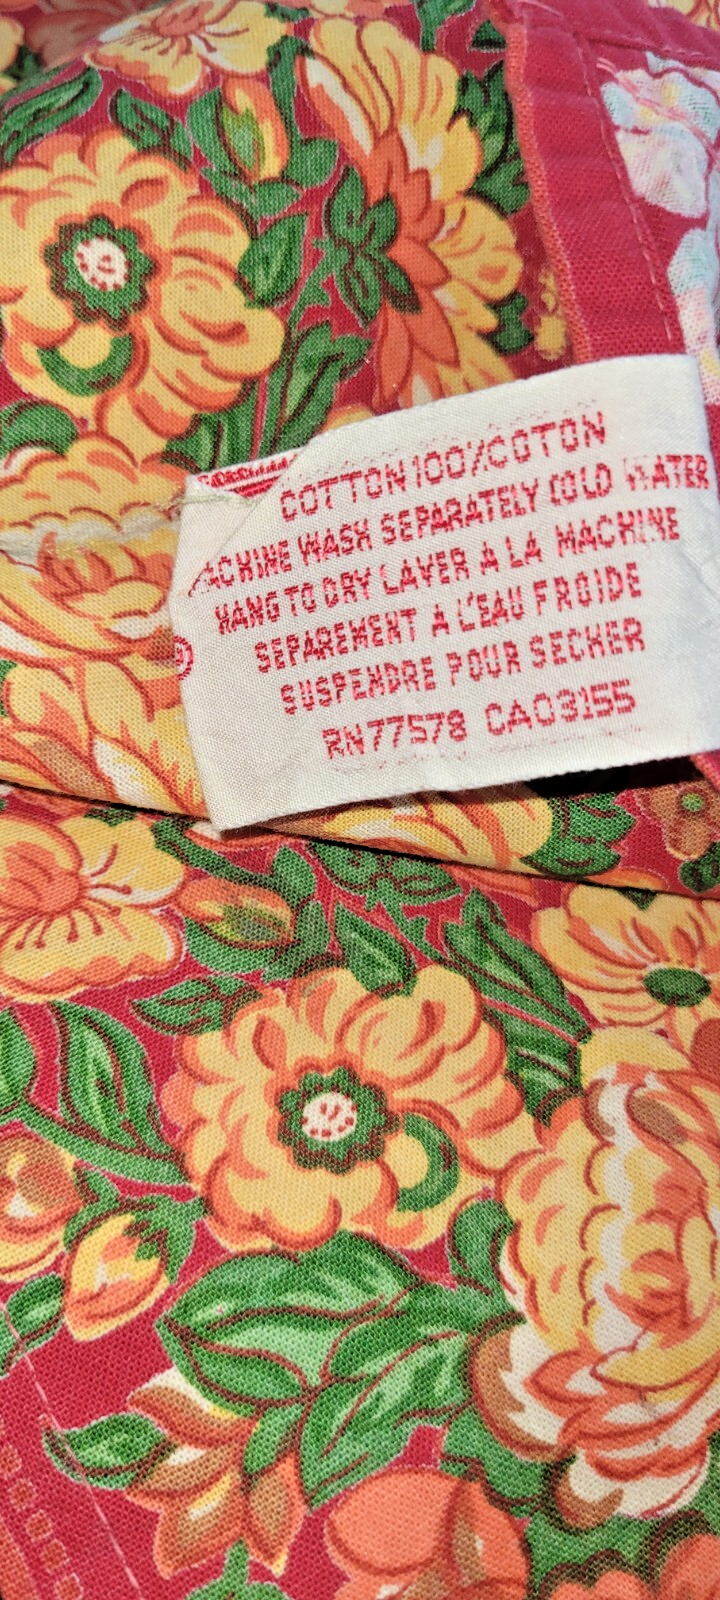 COTTON 100% COTON
MACHINE WASH SEPARATELY COLD WATER
HANG TO DRY LAVER A LA MACHINE
SEPAREMENT A L'EAU FROIDE
SUSPENDRE POUR SECHER
RN77578 CA03155